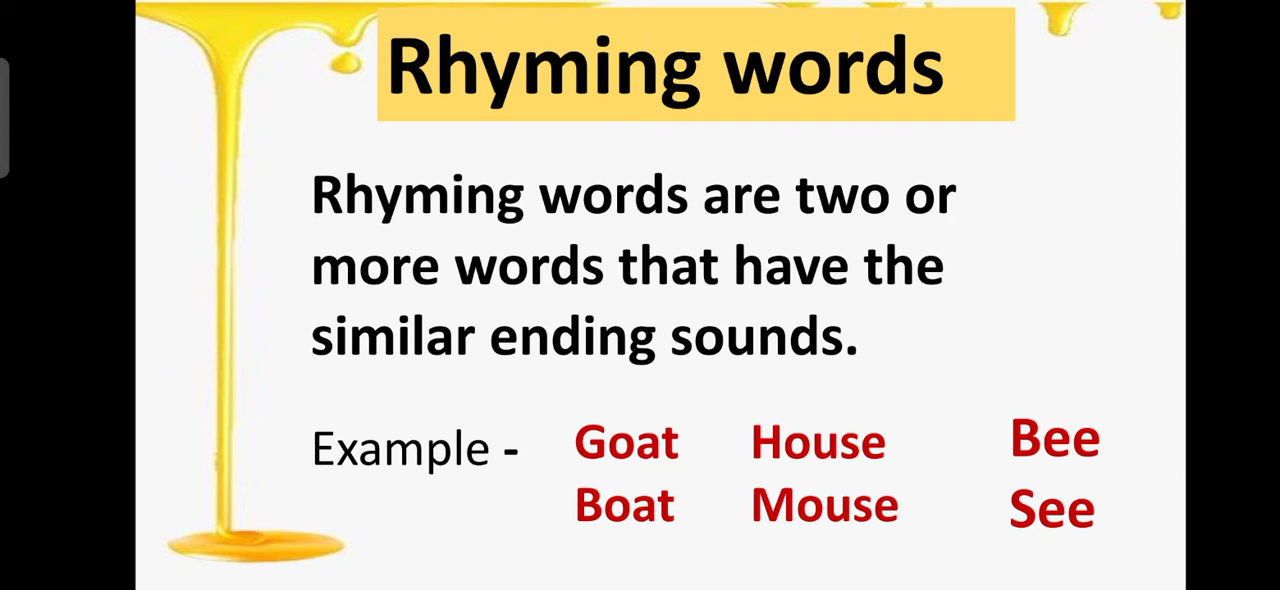 Rhyming words
Rhyming words are two or
more words that have the
similar ending sounds.
Example - Goat House Bee
Boat Mouse See